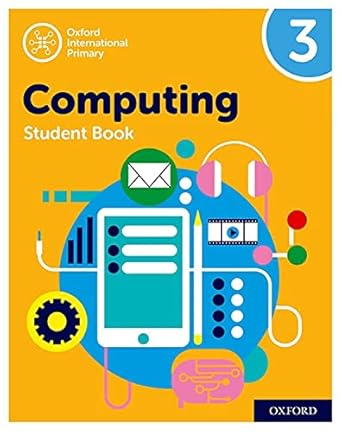 Oxford
International
Primary
3
Computing
Student Book
OXFORD